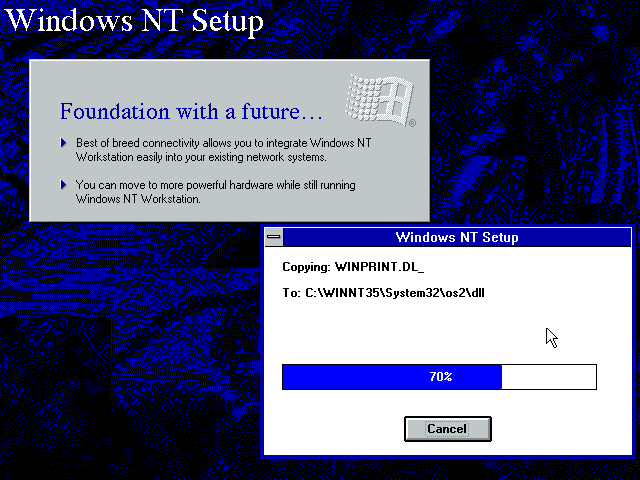 Windows NT Setup
Foundation with a future...
Best of breed connectivity allows you to integrate Windows NT
Workstation easily into your existing network systems.
You can move to more powerful hardware while still running
Windows NT Workstation.
®
Windows NT Setup
Copying: WINPRINT.DL_
To: C:\WINNT35\System32\os2\dll
70%
Cancel